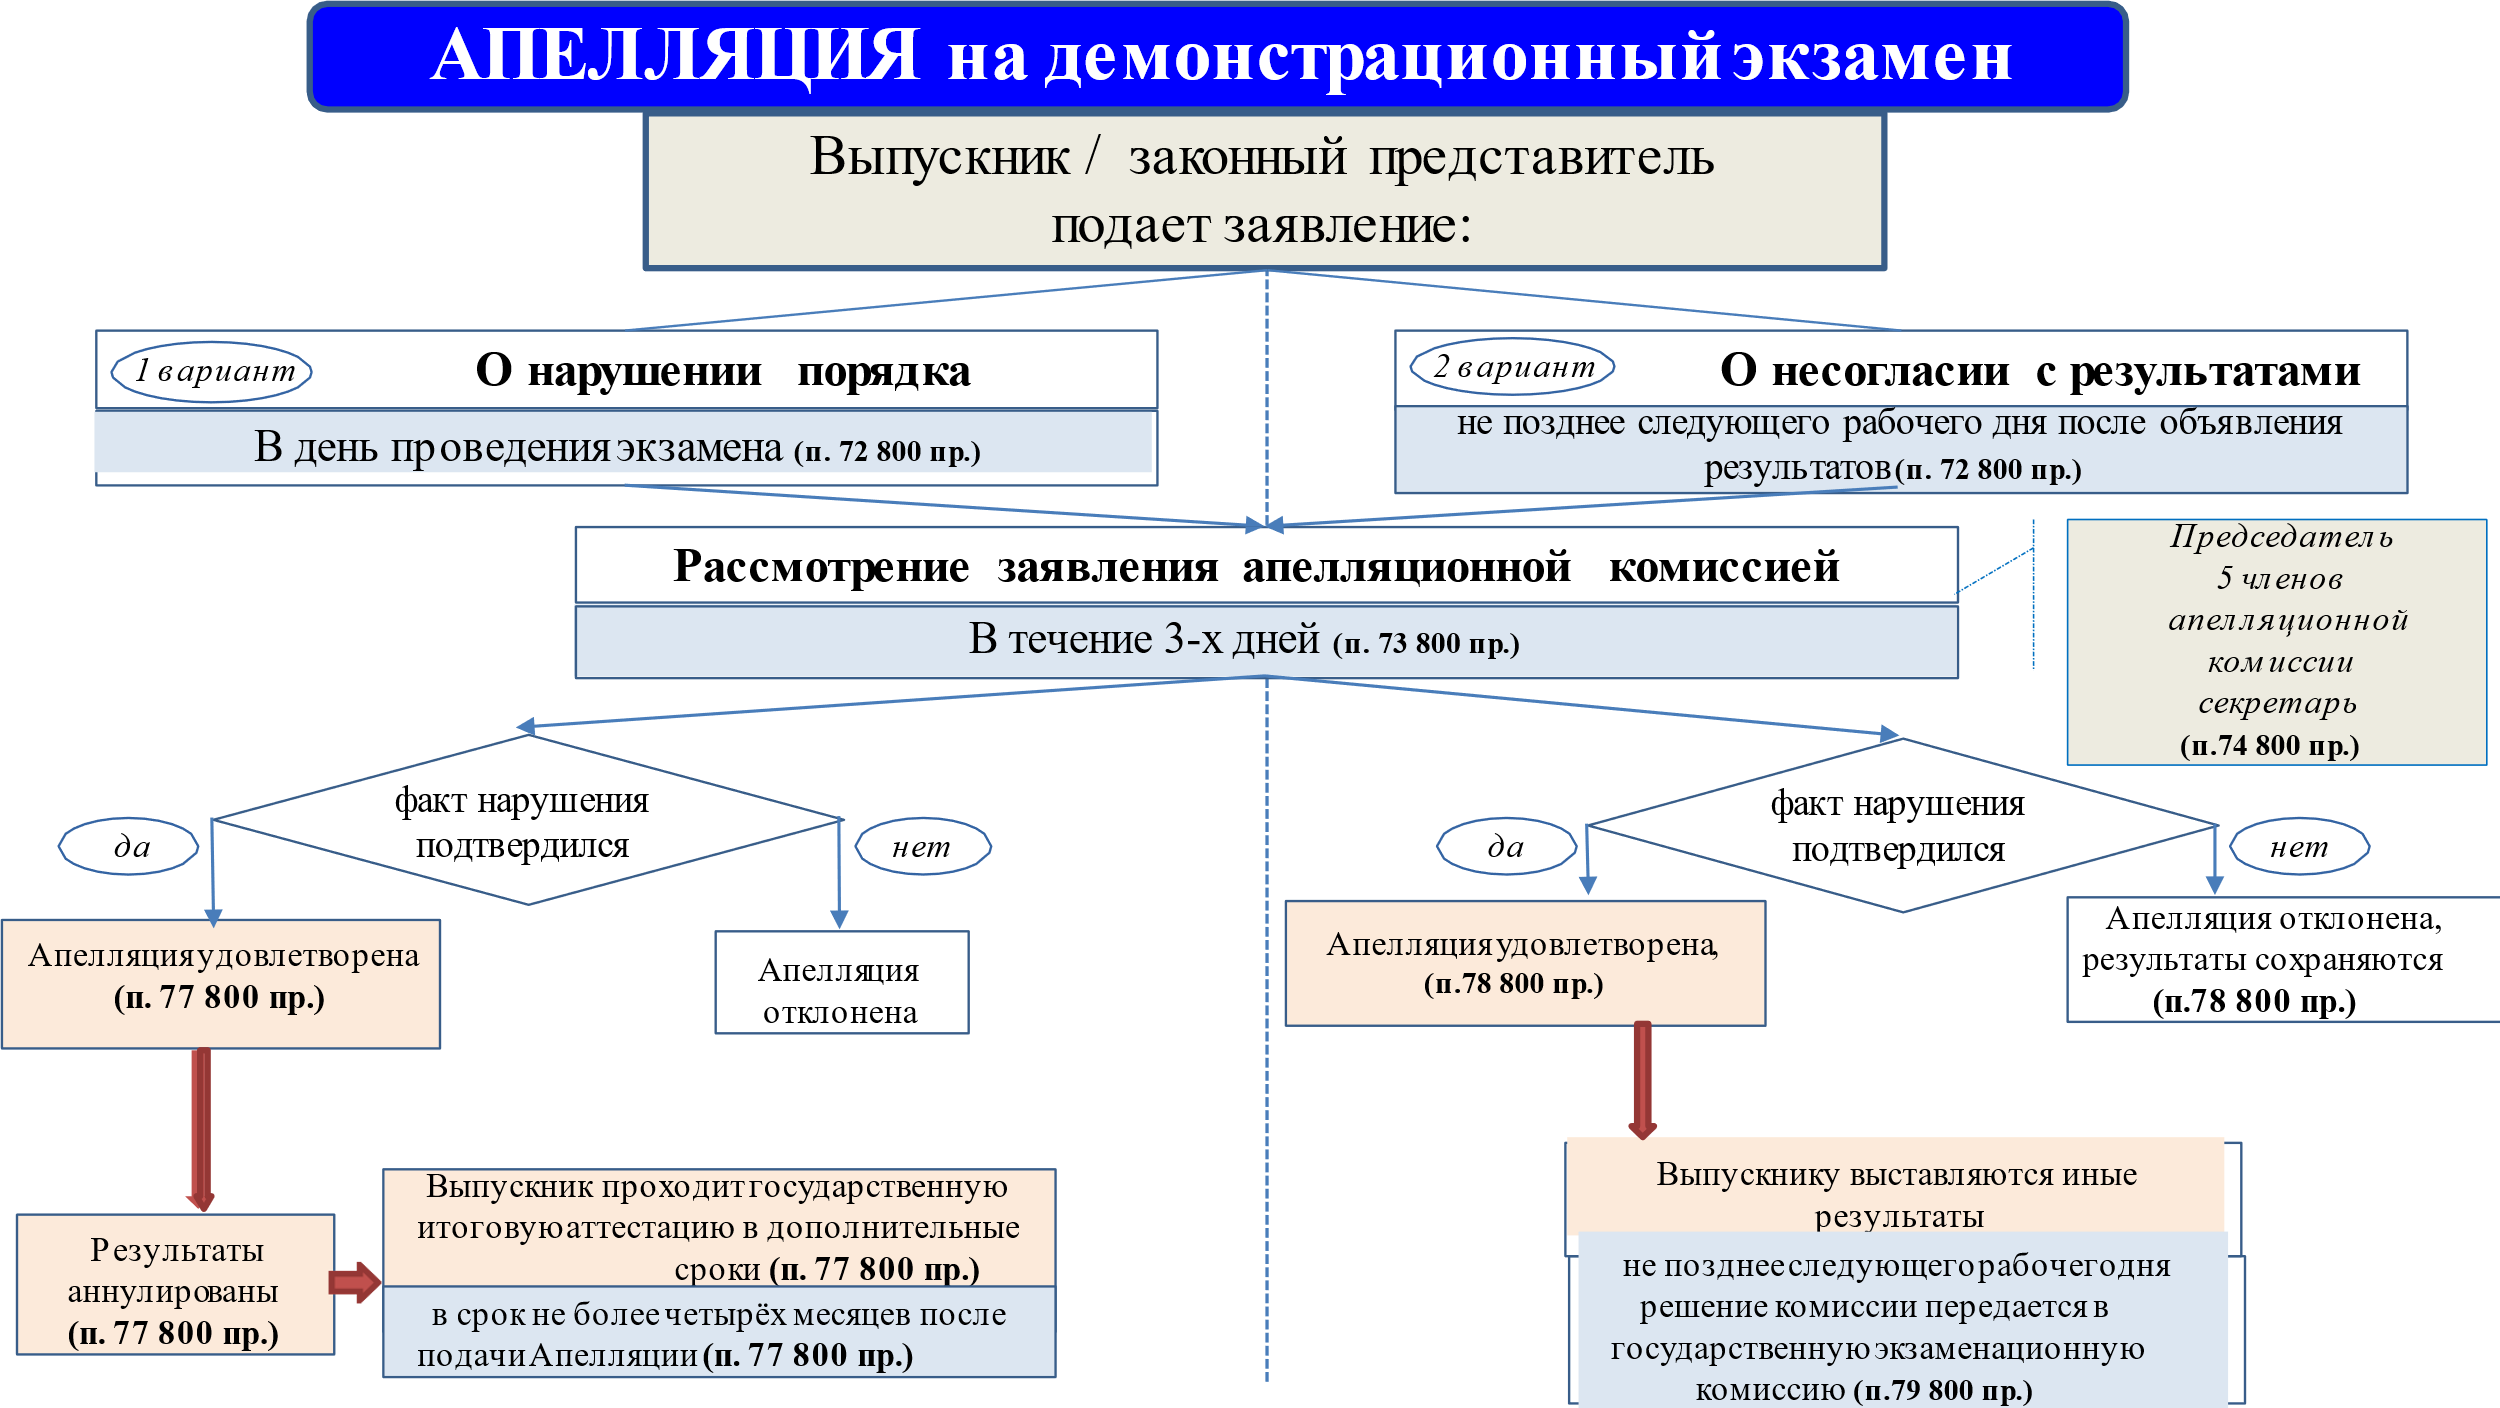 АПЕЛЛЯЦИЯ на демонстрационный экзамен
Выпускник / законный представитель
подает заявление:
1 вариант
О нарушении порядка
В день проведения экзамена (п. 72 800 пр.)
2 вариант
О несогласии с результатами
не позднее следующего рабочего дня после объявления
результатов (п. 72 800 пр.)
Рассмотрение заявления апелляционной комиссией
В течение 3-х дней (п. 73 800 пр.)
Председатель
5 членов
апелляционной
комиссии
секретарь
(п.74 800 пр.)
факт нарушения
подтвердился
да
нет
Апелляция удовлетворена
(п. 77 800 пр.)
Апелляция
отклонена
Результаты
аннулированы
(п. 77 800 пр.)
Выпускник проходит государственную
итоговую аттестацию в дополнительные
сроки (п. 77 800 пр.)
в срок не более четырёх месяцев после
подачи Апелляции (п. 77 800 пр.)
факт нарушения
подтвердился
да
нет
Апелляция удовлетворена,
(п.78 800 пр.)
Апелляция отклонена,
результаты сохраняются
(п.78 800 пр.)
Выпускнику выставляются иные
результаты
не позднее следующего рабочего дня
решение комиссии передается в
государственную экзаменационную
комиссию (п.79 800 пр.)